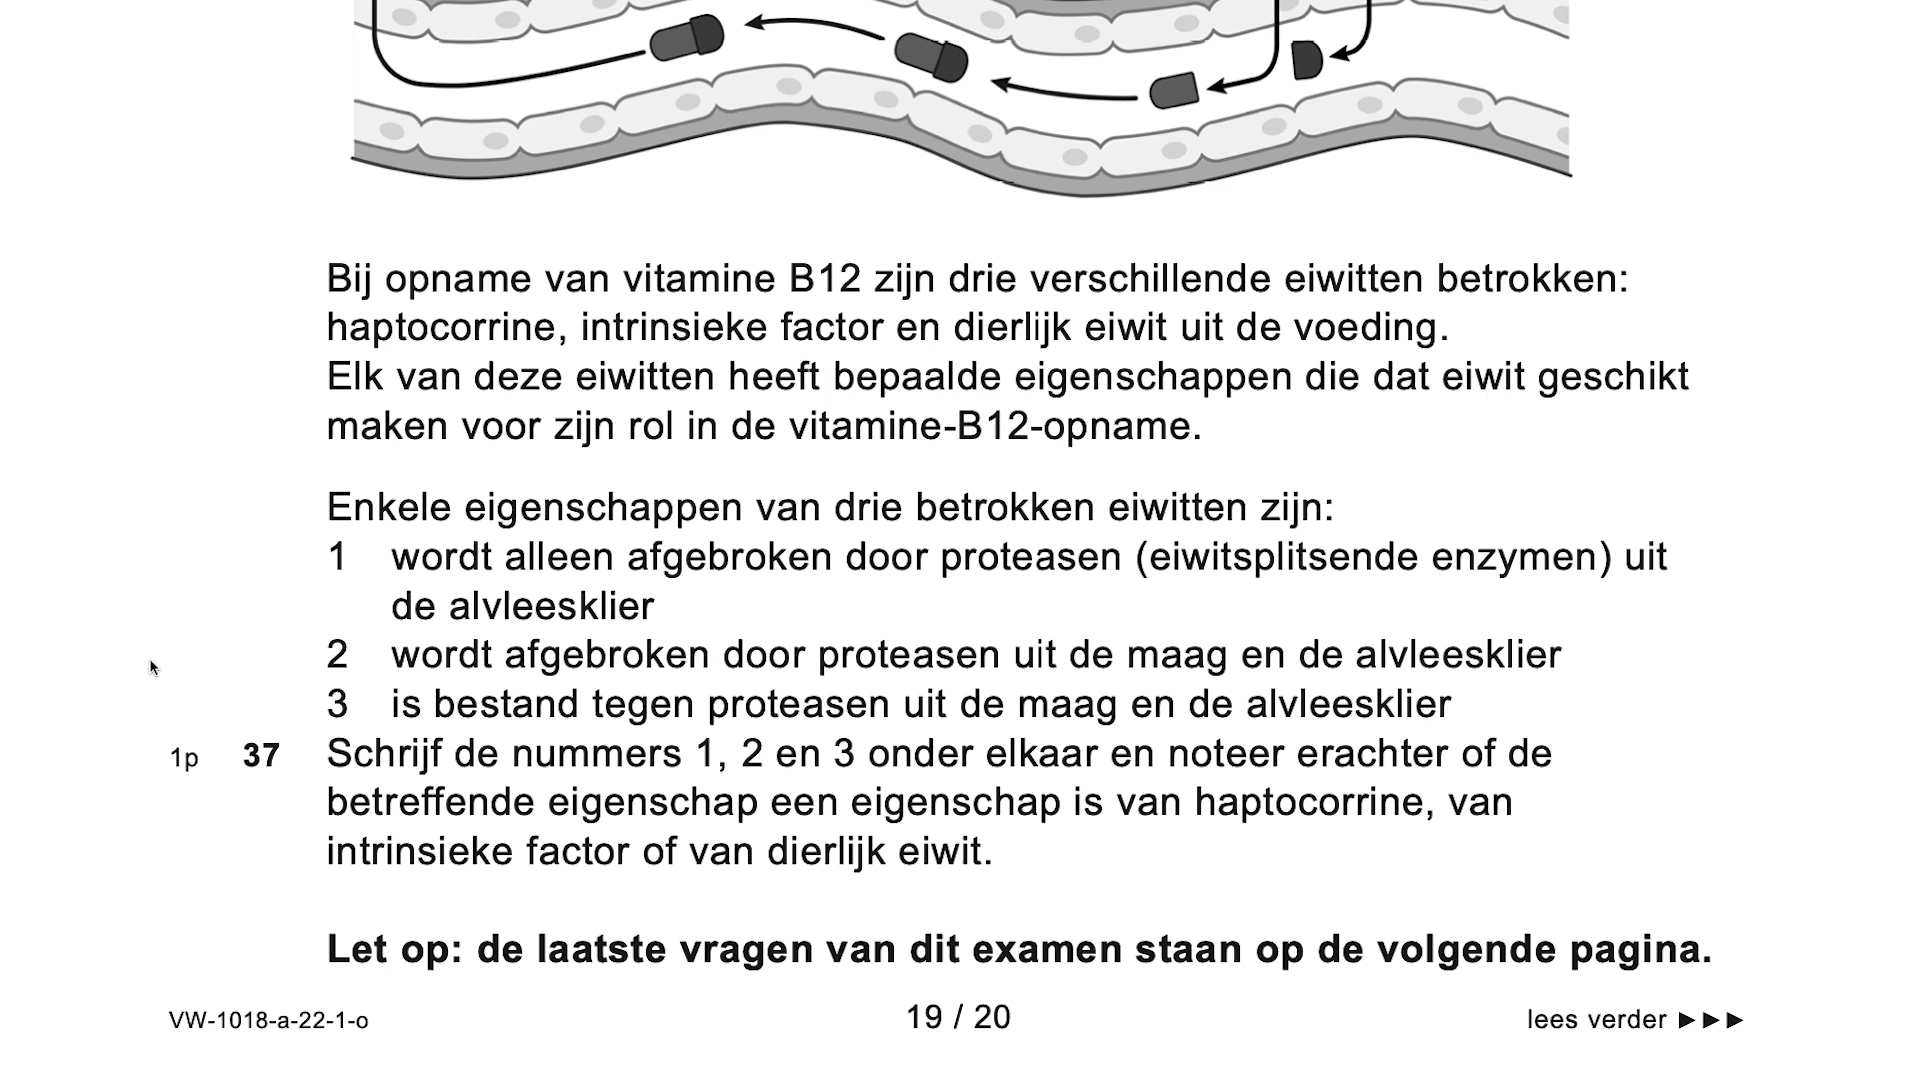 Bij opname van vitamine B12 zijn drie verschillende eiwitten betrokken:
haptocorrine, intrinsieke factor en dierlijk eiwit uit de voeding.
Elk van deze eiwitten heeft bepaalde eigenschappen die dat eiwit geschikt
maken voor zijn rol in de vitamine-B12-opname.
Enkele eigenschappen van drie betrokken eiwitten zijn:
1 wordt alleen afgebroken door proteasen (eiwitsplitsende enzymen) uit
de alvleesklier
2 wordt afgebroken door proteasen uit de maag en de alvleesklier
3 is bestand tegen proteasen uit de maag en de alvleesklier
1p 37 Schrijf de nummers 1, 2 en 3 onder elkaar en noteer erachter of de
betreffende eigenschap een eigenschap is van haptocorrine, van
intrinsieke factor of van dierlijk eiwit.
Let op: de laatste vragen van dit examen staan op de volgende pagina.
VW-1018-a-22-1-o 19 / 20 lees verder ►►►